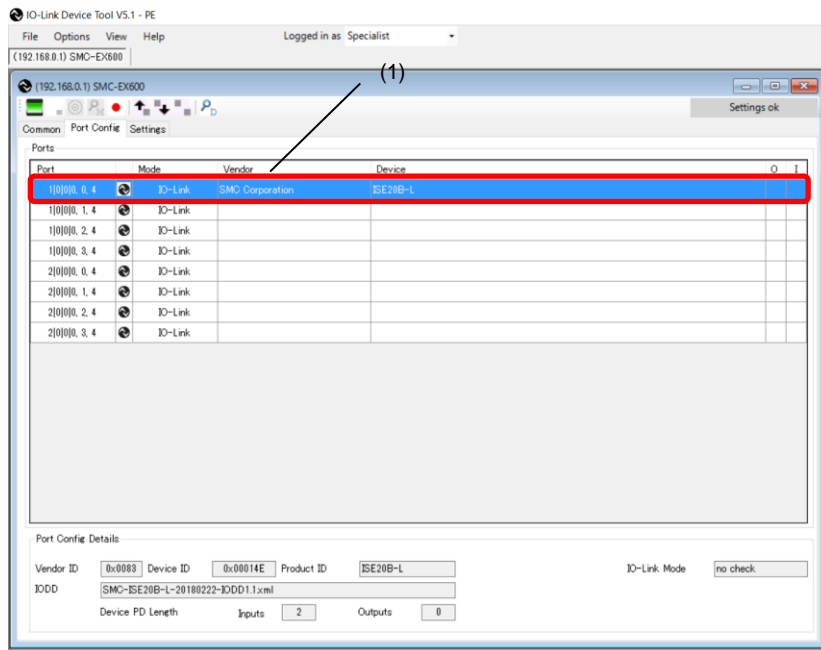 IO-Link Device Tool V5.1 - PE
File Options View Help Logged in as Specialist
(192.168.0.1) SMC-EX600
(1)
(192.168.0.1) SMC-EX600
Settings ok
Common Port Config Settings
Ports
Port Mode Vendor Device O I
1|0|0|0, 0, 4 IO-Link SMC Corporation ISE20B-L
1|0|0|0, 1, 4 IO-Link
1|0|0|0, 2, 4 IO-Link
1|0|0|0, 3, 4 IO-Link
2|0|0|0, 0, 4 IO-Link
2|0|0|0, 1, 4 IO-Link
2|0|0|0, 2, 4 IO-Link
2|0|0|0, 3, 4 IO-Link
Port Config Details
Vendor ID 0x0083 Device ID 0x00014E Product ID ISE20B-L IO-Link Mode no check
IODD SMC-ISE20B-L-20180222-IODD1.1.xml
Device PD Length Inputs 2 Outputs 0